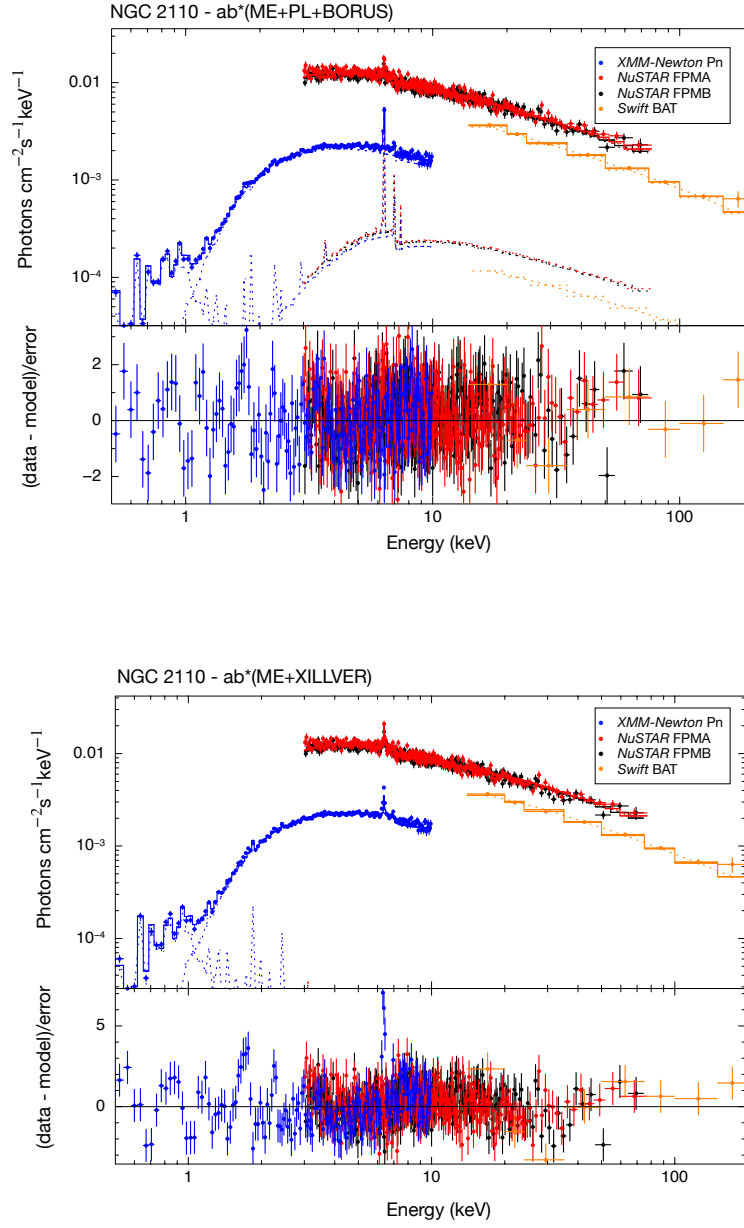 NGC 2110 - ab*(ME+PL+BORUS)
XMM-Newton Pn
NuSTAR FPMA
NuSTAR FPMB
Swift BAT
Photons cm−2s−1keV−1
0.01
10−3
10−4
(data - model)/error
2
0
−2
1
10
100
Energy (keV)
NGC 2110 - ab*(ME+XILLVER)
XMM-Newton Pn
NuSTAR FPMA
NuSTAR FPMB
Swift BAT
Photons cm−2s−1keV−1
0.01
10−3
10−4
(data - model)/error
5
0
1
10
100
Energy (keV)